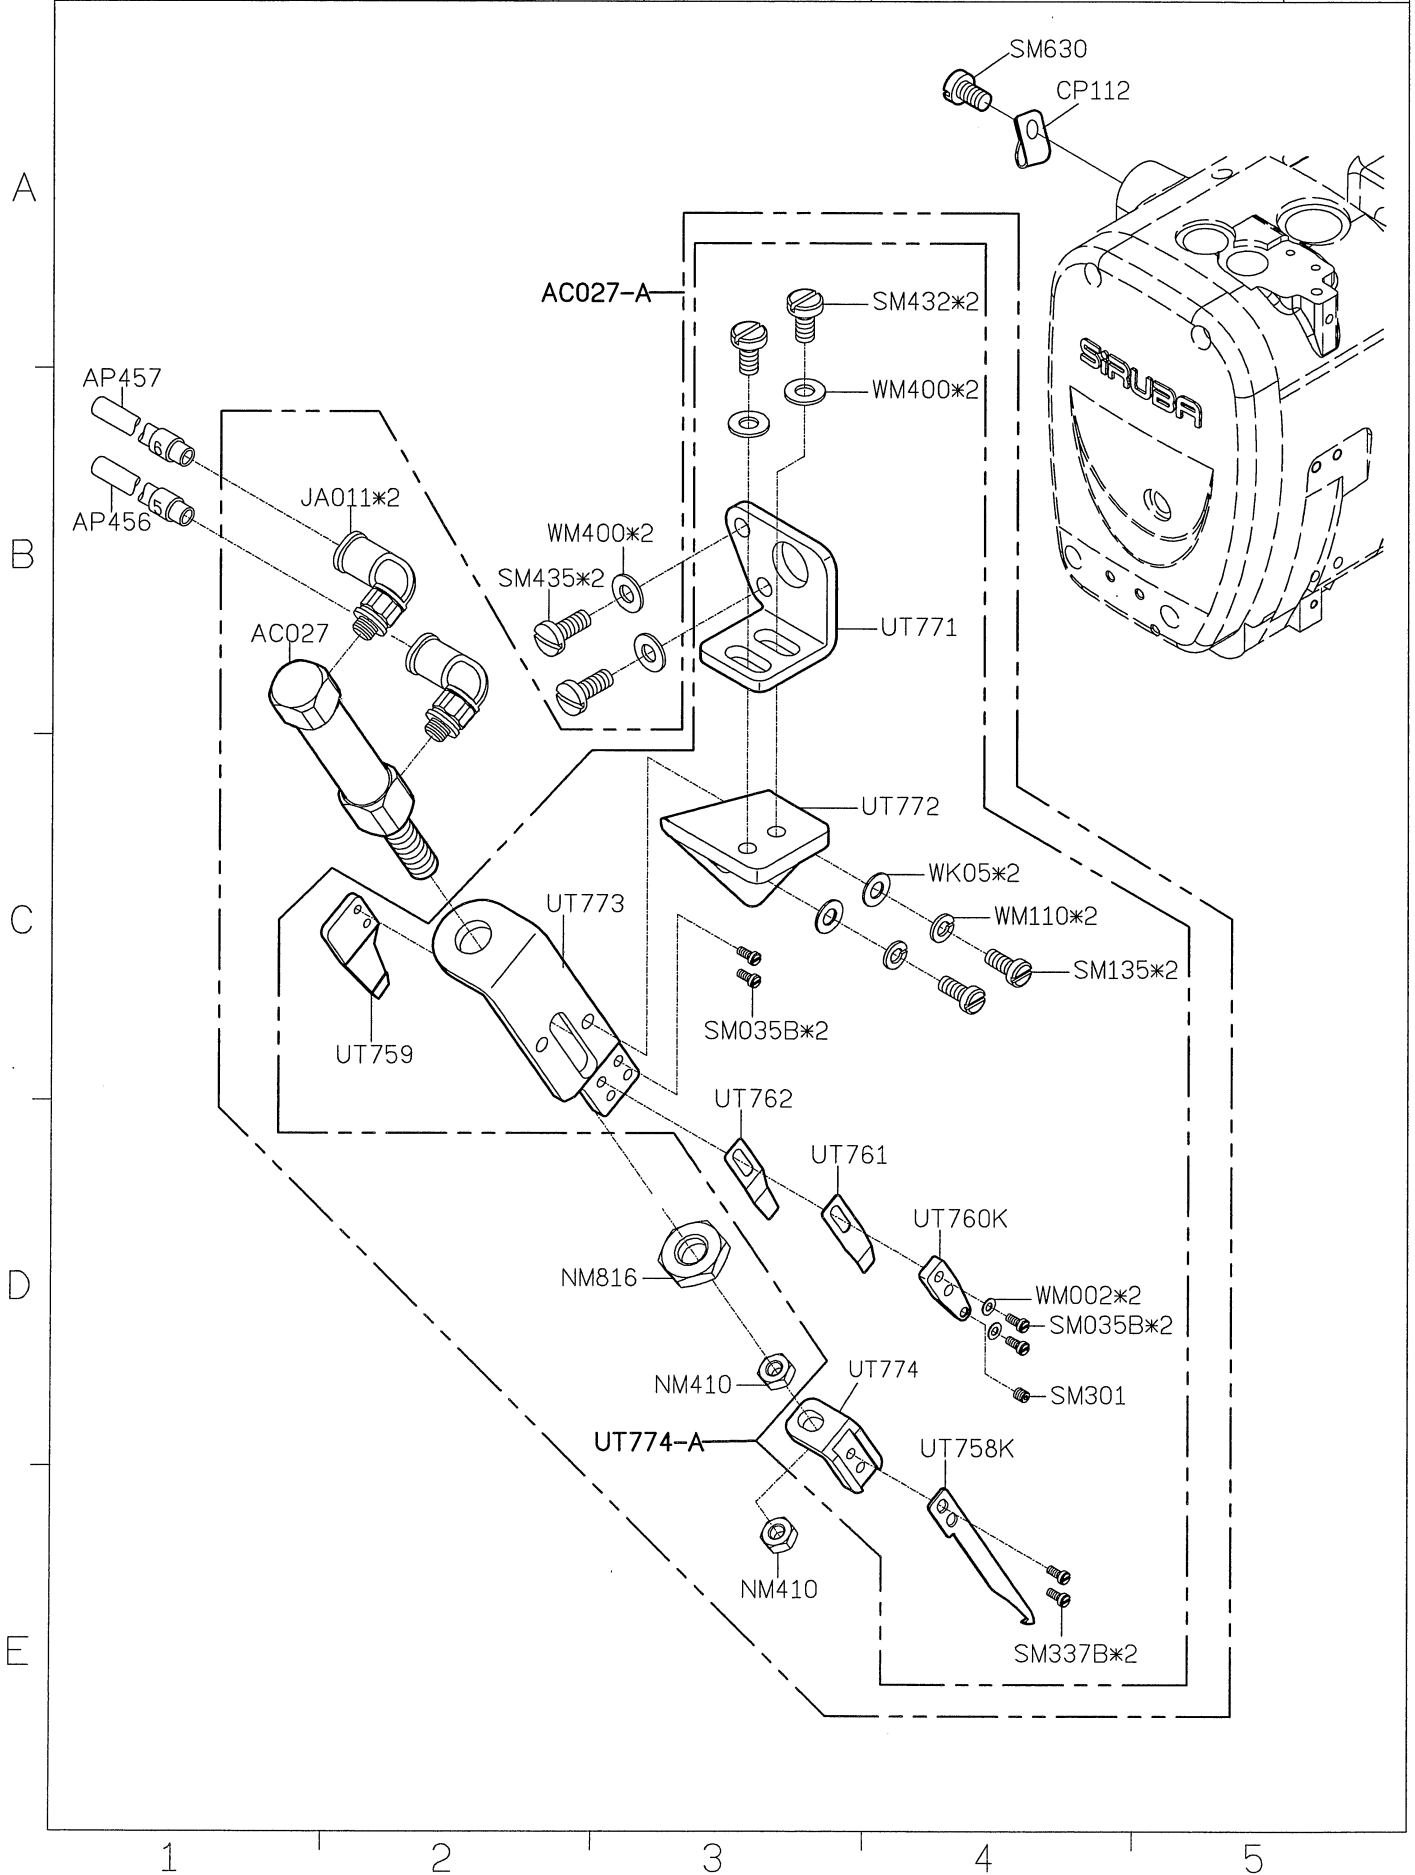 SM630
CP112
A
AC027-A
SM432*2
WM400*2
SiRUBA
AP457
6
AP456
5
JA011*2
B
WM400*2
SM435*2
AC027
UT771
UT772
C
UT773
WK05*2
WM110*2
SM135*2
UT759
SM035B*2
UT762
UT761
UT760K
D
NM816
WM002*2
SM035B*2
NM410
UT774
SM301
UT774-A
UT758K
NM410
E
SM337B*2
1 2 3 4 5